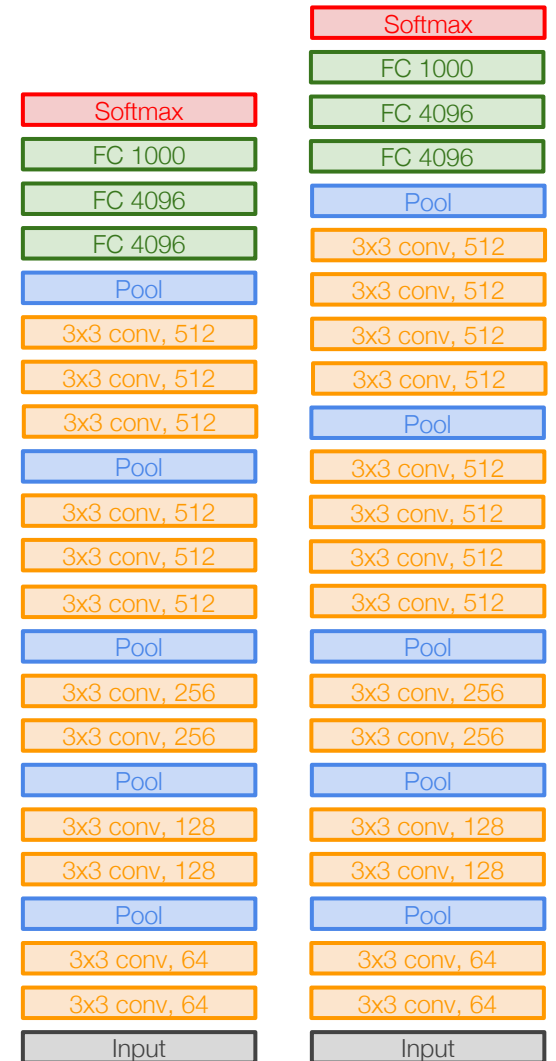 Softmax
FC 1000
FC 4096
FC 4096
Pool
3x3 conv, 512
3x3 conv, 512
3x3 conv, 512
Pool
3x3 conv, 512
3x3 conv, 512
3x3 conv, 512
Pool
3x3 conv, 256
3x3 conv, 256
Pool
3x3 conv, 128
3x3 conv, 128
Pool
3x3 conv, 64
3x3 conv, 64
Input
Softmax
FC 1000
FC 4096
FC 4096
Pool
3x3 conv, 512
3x3 conv, 512
3x3 conv, 512
3x3 conv, 512
Pool
3x3 conv, 512
3x3 conv, 512
3x3 conv, 512
3x3 conv, 512
Pool
3x3 conv, 256
3x3 conv, 256
Pool
3x3 conv, 128
3x3 conv, 128
Pool
3x3 conv, 64
3x3 conv, 64
Input